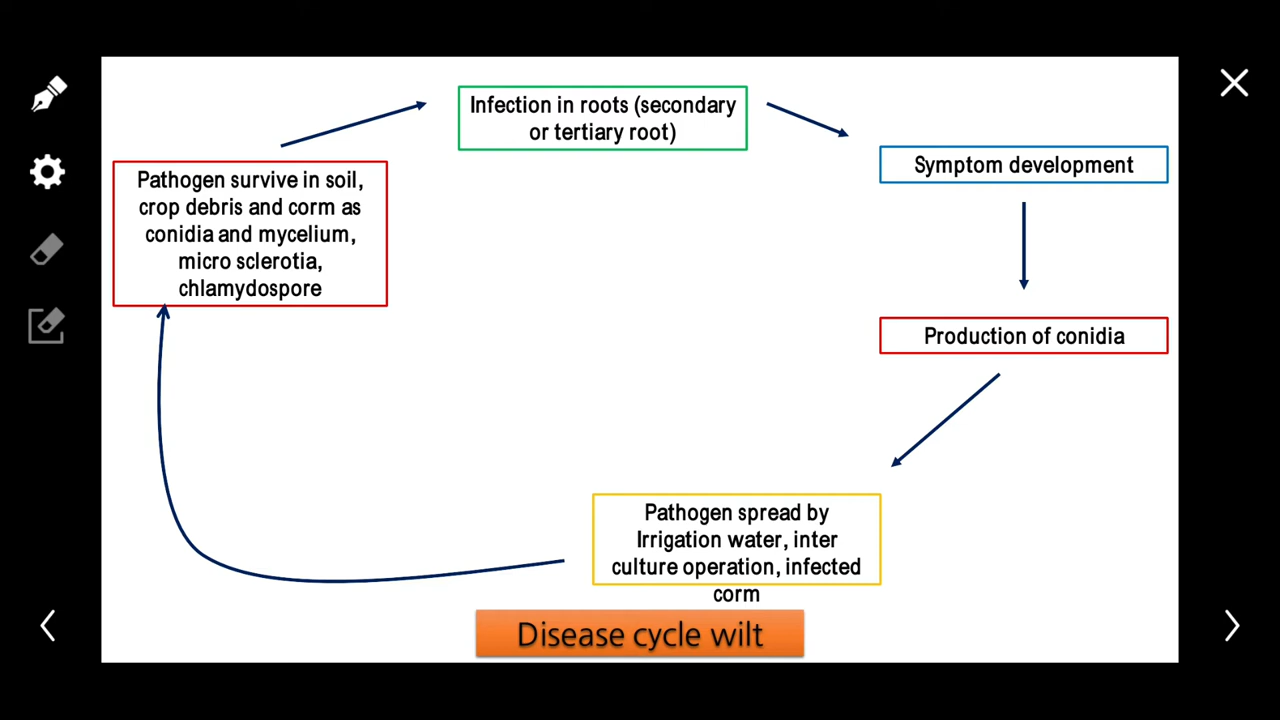 Infection in roots (secondary
or tertiary root)
Symptom development
Pathogen survive in soil,
crop debris and corm as
conidia and mycelium,
micro sclerotia,
chlamydospore
Production of conidia
Pathogen spread by
Irrigation water, inter
culture operation, infected
corm
Disease cycle wilt